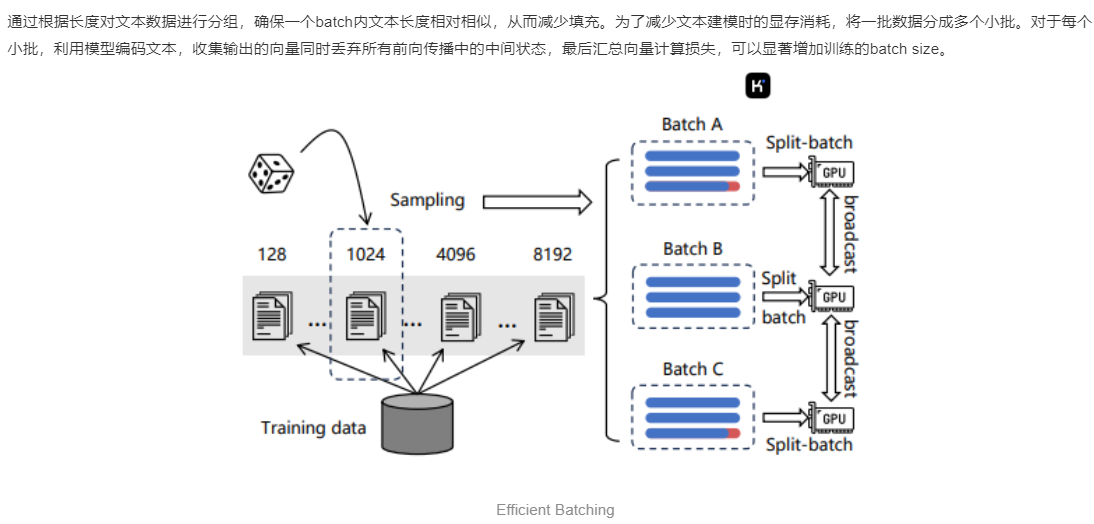 通过根据长度对文本数据进行分组，确保一个batch内文本长度相对相似，从而减少填充。为了减少文本建模时的显存消耗，将一批数据分成多个小批。对于每个
小批，利用模型编码文本，收集输出的向量同时丢弃所有前向传播中的中间状态，最后汇总向量计算损失，可以显著增加训练的batch size。
K
Batch A
Split-batch
GPU
Sampling
broadcast
128
1024
4096
8192
...
...
...
Batch B
Split
batch
GPU
broadcast
Batch C
GPU
Split-batch
Training data
Efficient Batching